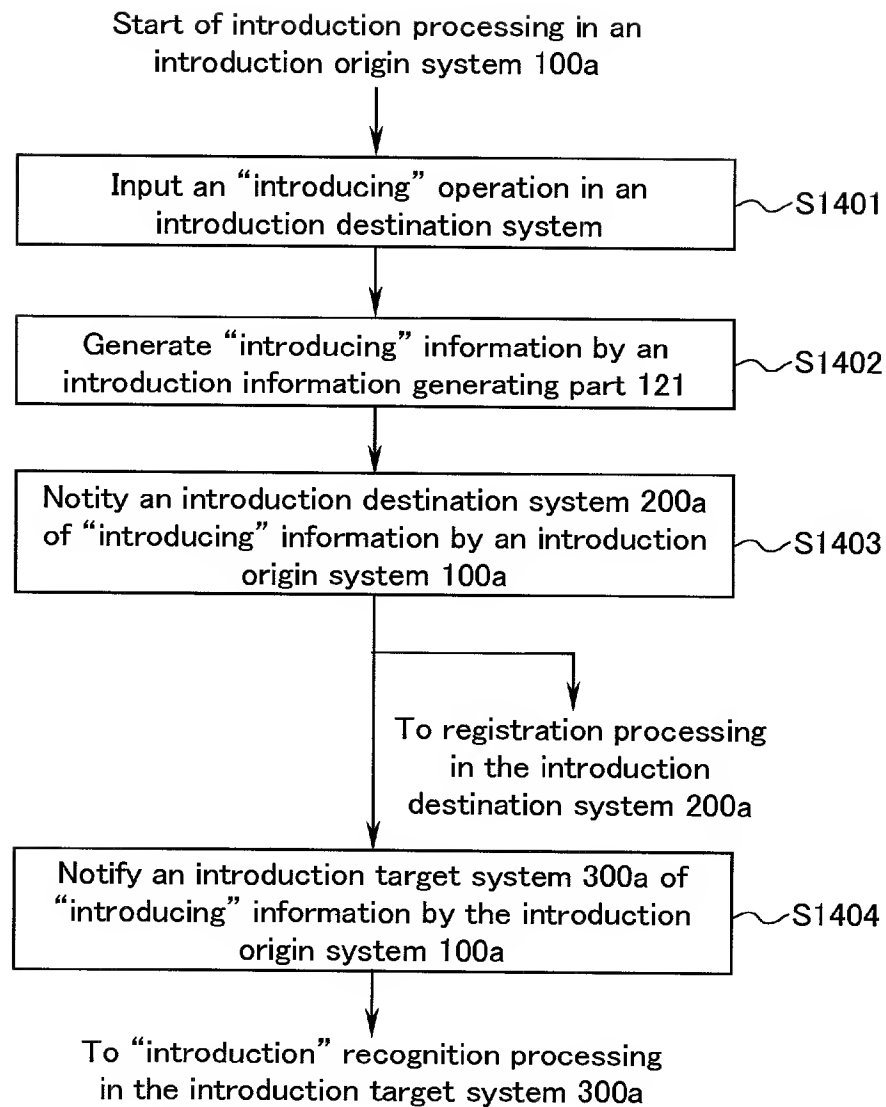 Start of introduction processing in an
introduction origin system 100a
Input an “introducing” operation in an
introduction destination system
S1401
Generate “introducing” information by an
introduction information generating part 121
S1402
Notity an introduction destination system 200a
of “introducing” information by an introduction
origin system 100a
S1403
To registration processing
in the introduction
destination system 200a
Notify an introduction target system 300a of
“introducing” information by the introduction
origin system 100a
S1404
To “introduction” recognition processing
in the introduction target system 300a